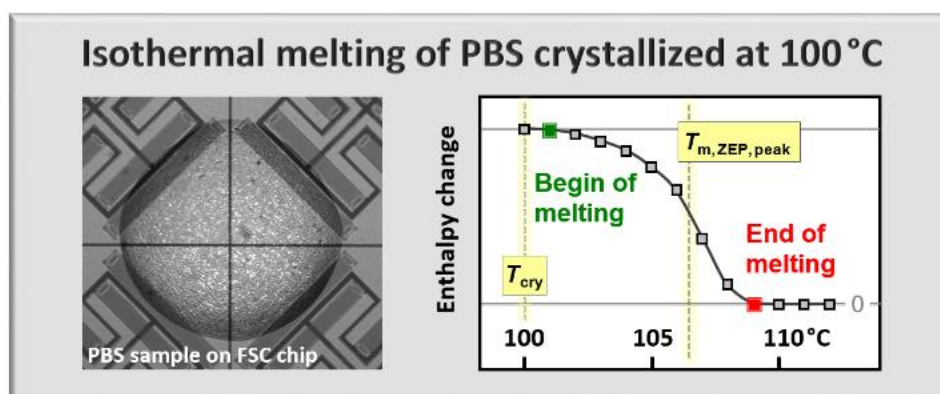 Isothermal melting of PBS crystallized at 100 °C
PBS sample on FSC chip
Enthalpy change
Tm,ZEP,peak
Begin of
melting
End of
melting
Tcry
0
100 105 110 °C